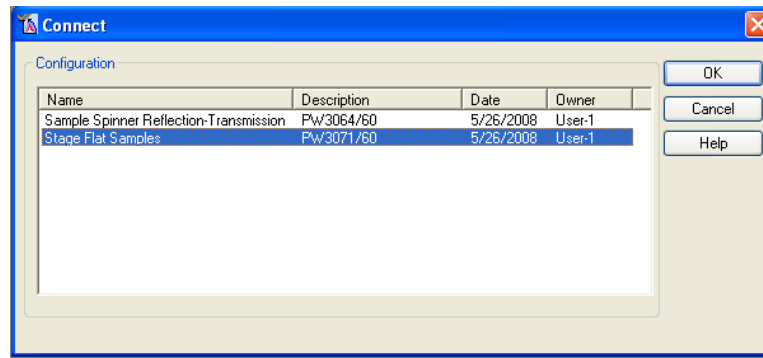 Connect
Configuration
OK
Name Description Date Owner
Cancel
Sample Spinner Reflection-Transmission PW3064/60 5/26/2008 User-1
Stage Flat Samples PW3071/60 5/26/2008 User-1
Help